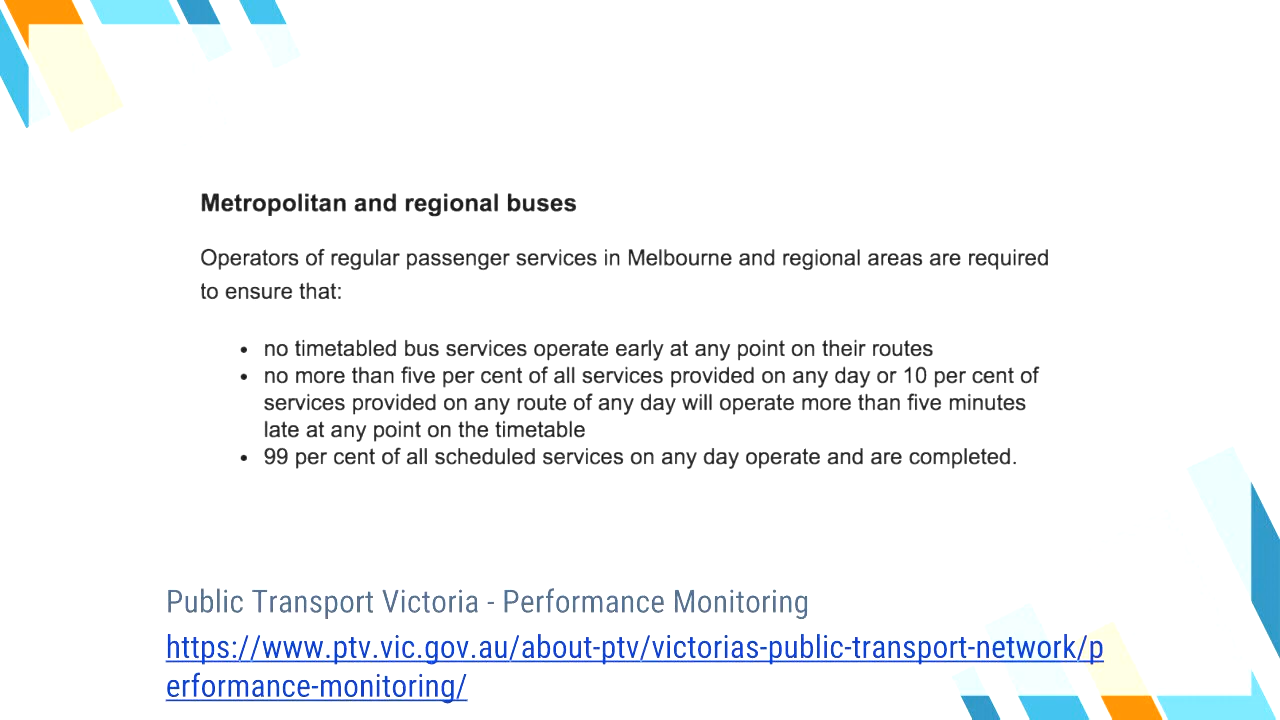 Metropolitan and regional buses
Operators of regular passenger services in Melbourne and regional areas are required
to ensure that:
• no timetabled bus services operate early at any point on their routes
• no more than five per cent of all services provided on any day or 10 per cent of
services provided on any route of any day will operate more than five minutes
late at any point on the timetable
• 99 per cent of all scheduled services on any day operate and are completed.
Public Transport Victoria - Performance Monitoring
https://www.ptv.vic.gov.au/about-ptv/victorias-public-transport-network/p
erformance-monitoring/